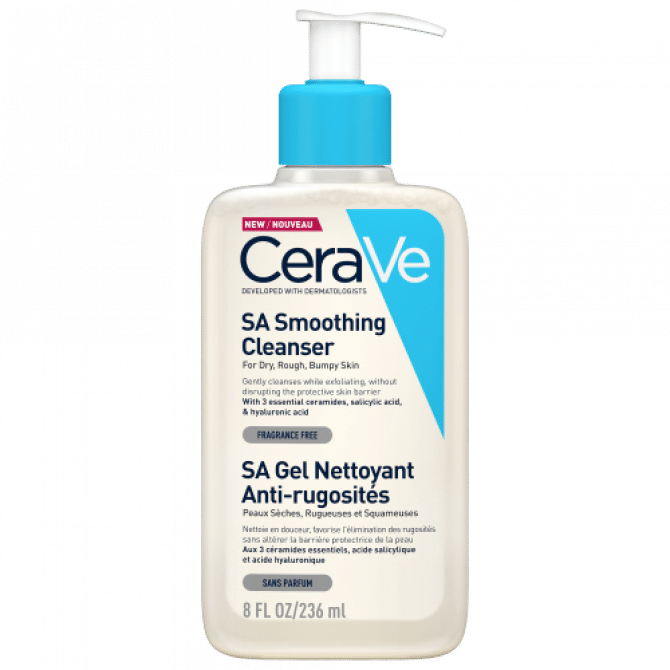 NEW / NOUVEAU
CeraVe
DEVELOPED WITH DERMATOLOGISTS
SA Smoothing
Cleanser
For Dry, Rough, Bumpy Skin
Gently cleanses while exfoliating, without
disrupting the protective skin barrier
With 3 essential ceramides, salicylic acid,
& hyaluronic acid
FRAGRANCE FREE
SA Gel Nettoyant
Anti-rugosités
Peaux Sèches, Rugueuses et Squameuses
Nettoie en douceur, favorise l'élimination des rugosités
sans altérer la barrière protectrice de la peau
Aux 3 céramides essentiels, acide salicylique
et acide hyaluronique
SANS PARFUM
8 FL OZ/236 ml